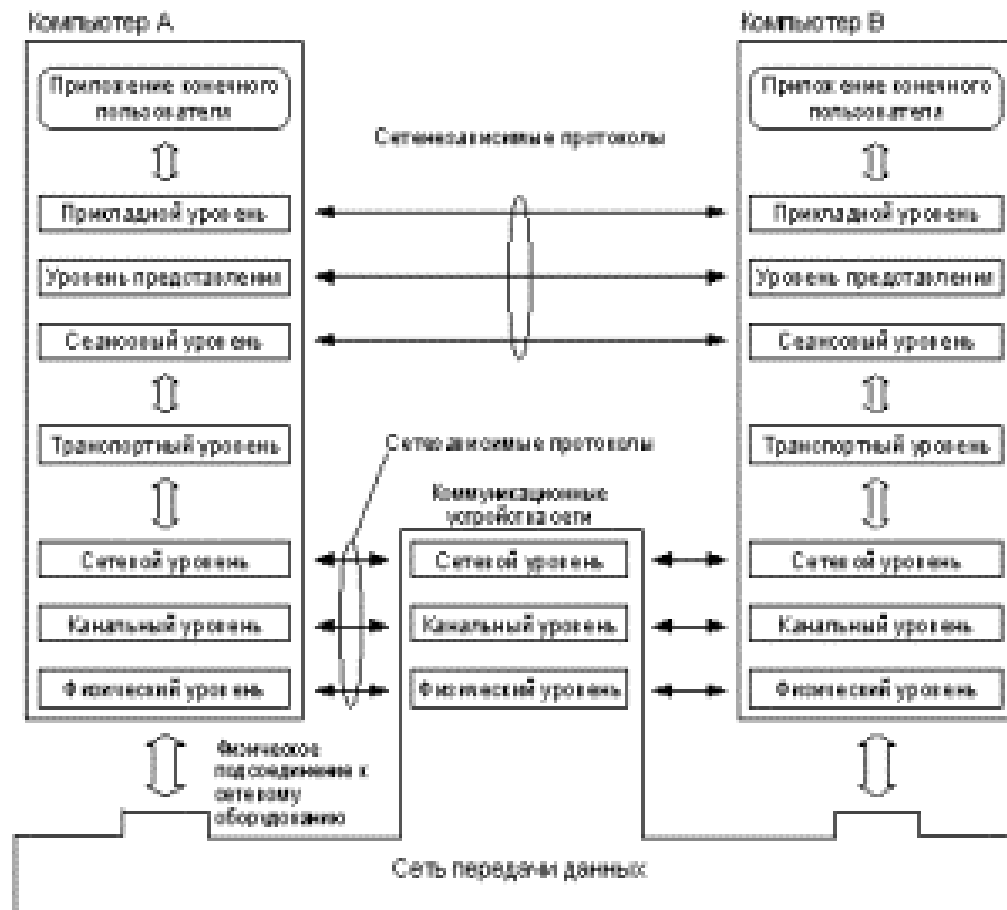 Компьютер А
Компьютер В
Приложение конечного
пользователя
Приложение конечного
пользователя
Сетенезависимые протоколы
Прикладной уровень
Прикладной уровень
Уровень представления
Уровень представления
Сеансовый уровень
Сеансовый уровень
Транспортный уровень
Сетезависимые протоколы
Транспортный уровень
Коммуникационные
устройства сети
Сетевой уровень
Сетевой уровень
Сетевой уровень
Канальный уровень
Канальный уровень
Канальный уровень
Физический уровень
Физический уровень
Физический уровень
Физическое
подсоединение к
сетевому
оборудованию
Сеть передачи данных